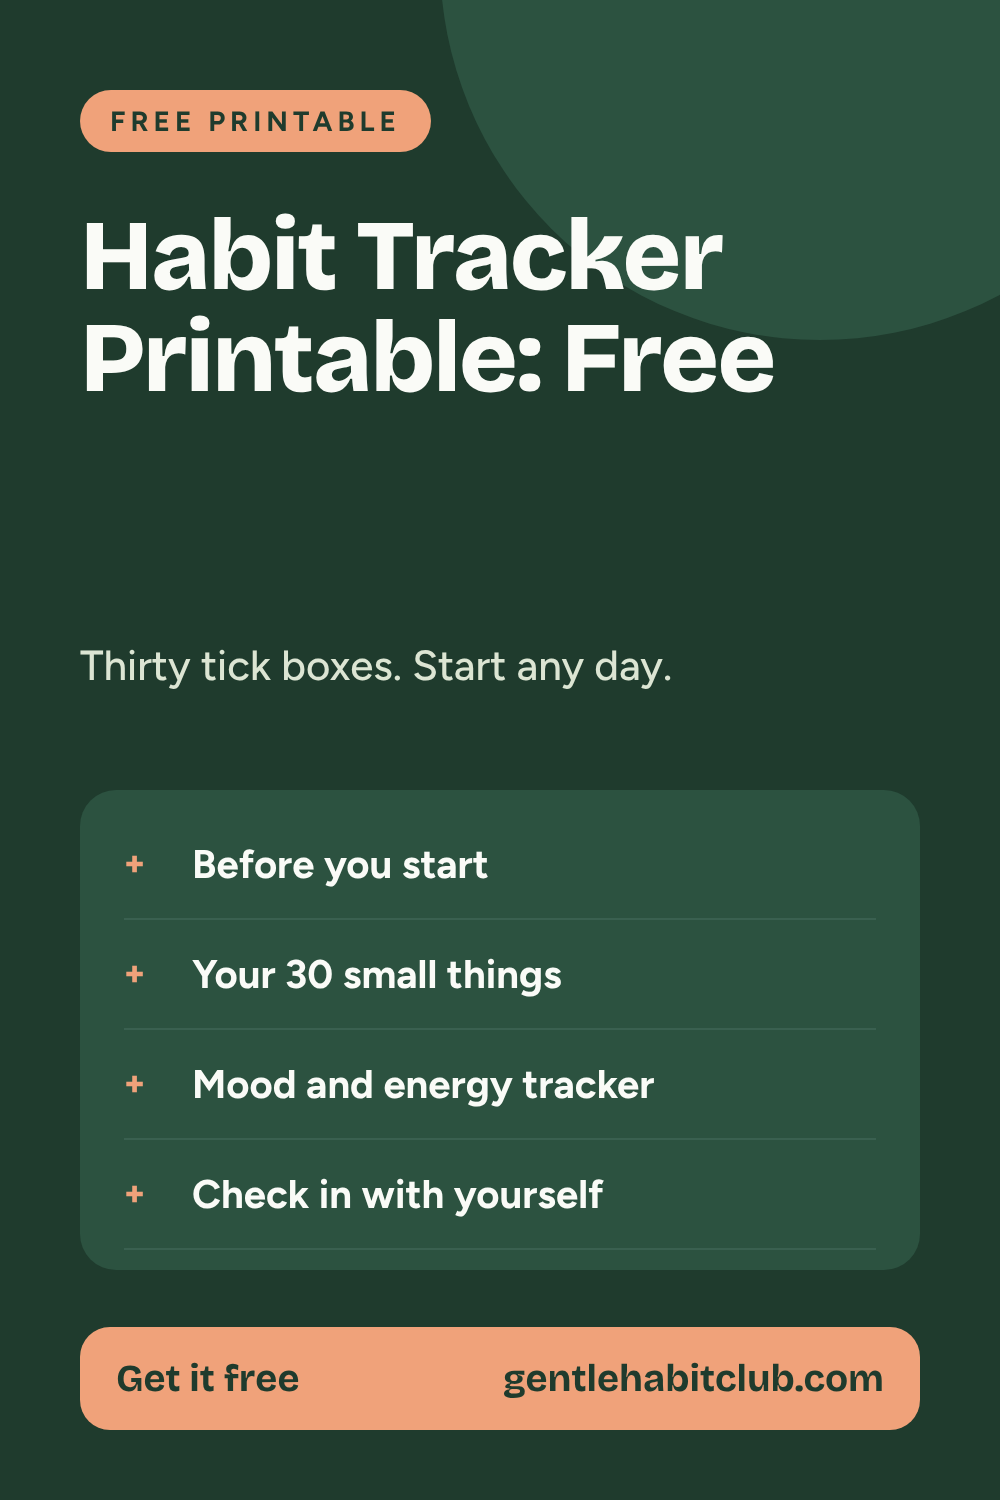 FREE PRINTABLE
Habit Tracker
Printable: Free
Thirty tick boxes. Start any day.
+ Before you start
+ Your 30 small things
+ Mood and energy tracker
+ Check in with yourself
Get it free gentlehabitclub.com